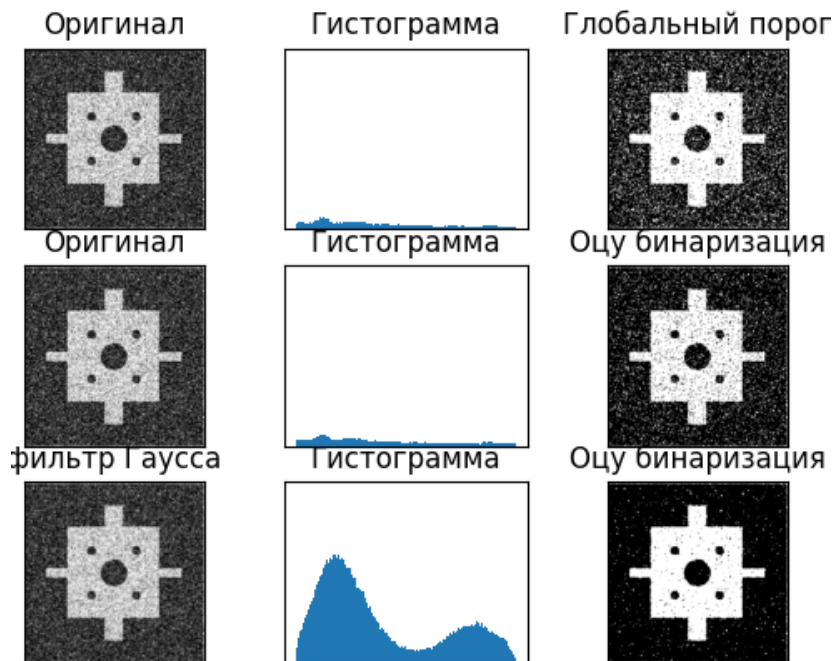 Оригинал Гистограмма Глобальный порог
Оригинал Гистограмма Оцу бинаризация
фильтр Гаусса Гистограмма Оцу бинаризация